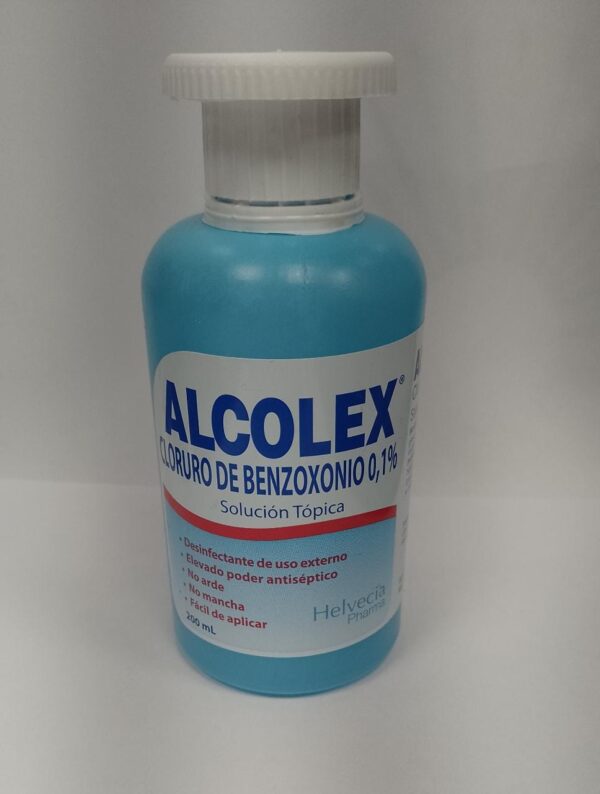 ALCOLEX®
CLORURO DE BENZOXONIO 0,1%
Solución Tópica
• Desinfectante de uso externo
• Elevado poder antiséptico
• No arde
• No mancha
• Fácil de aplicar
200 mL
Helvecia
Pharma